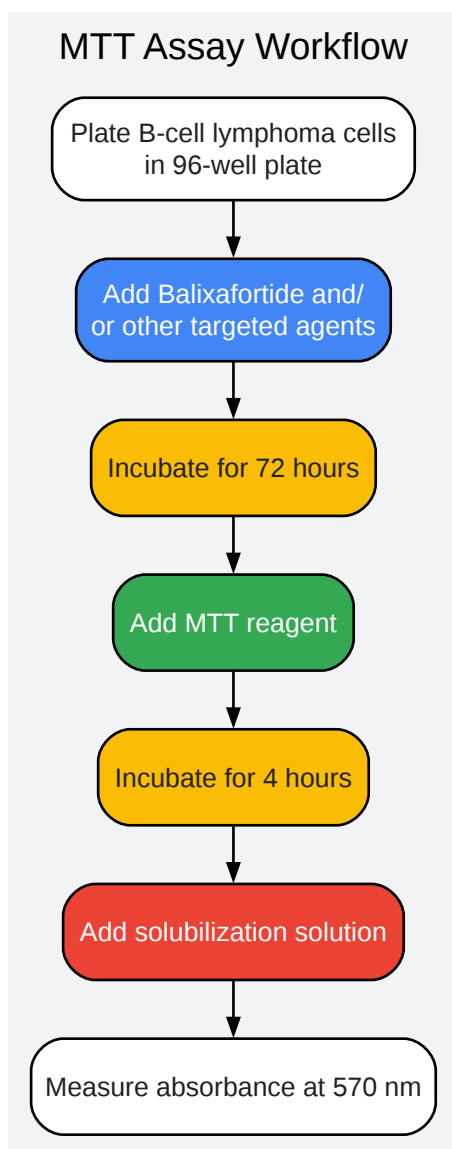 MTT Assay Workflow
Plate B-cell lymphoma cells
in 96-well plate
Add Balixafortide and/
or other targeted agents
Incubate for 72 hours
Add MTT reagent
Incubate for 4 hours
Add solubilization solution
Measure absorbance at 570 nm